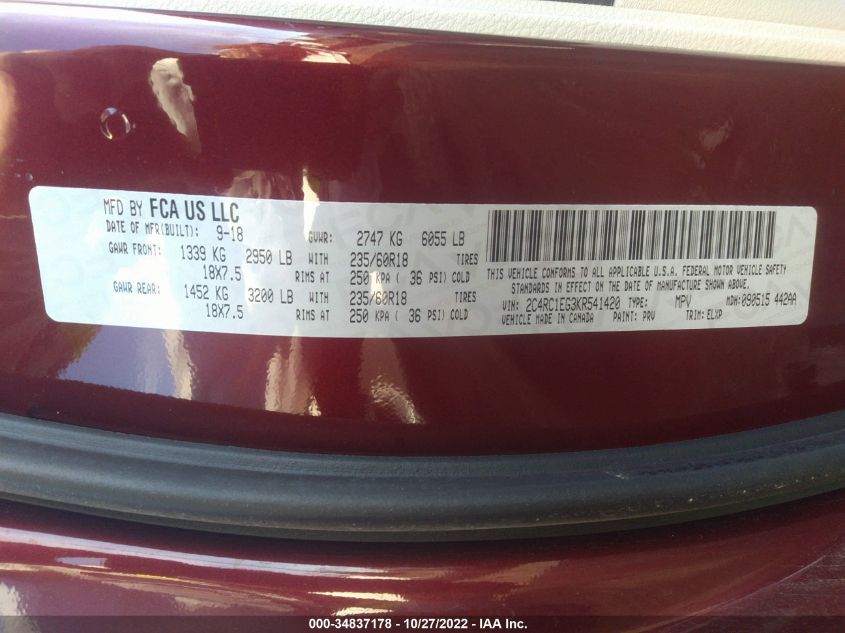 MFD BY FCA US LLC
DATE OF MFR(BUILT): 9-18 GVWR: 2747 KG 6055 LB
GAWR FRONT: 1339 KG 2950 LB WITH 235/60R18 TIRES
18X7.5 RIMS AT 250 KPA ( 36 PSI) COLD
GAWR REAR: 1452 KG 3200 LB WITH 235/60R18 TIRES
18X7.5 RIMS AT 250 KPA ( 36 PSI) COLD
THIS VEHICLE CONFORMS TO ALL APPLICABLE U.S.A. FEDERAL MOTOR VEHICLE SAFETY
STANDARDS IN EFFECT ON THE DATE OF MANUFACTURE SHOWN ABOVE.
VIN: 2C4RC1EG3KR541420 TYPE: MPV MDH: 090515 442AA
VEHICLE MADE IN CANADA PAINT: PRV TRIM: ELXP
000-34837178 - 10/27/2022 - IAA Inc.